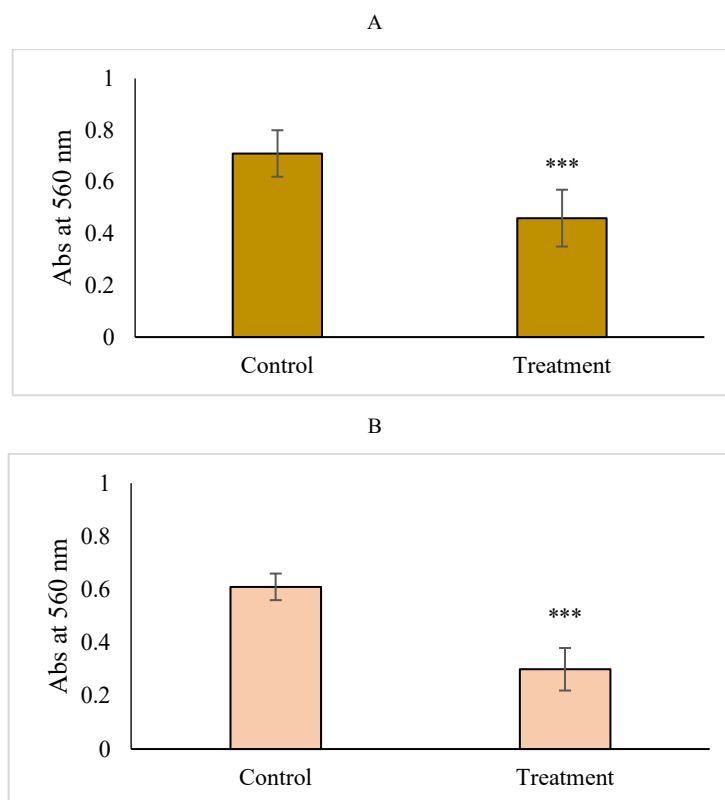 A
1
0.8
0.6
0.4
0.2
0
Abs at 560 nm
***
Control
Treatment
B
1
0.8
0.6
0.4
0.2
0
Abs at 560 nm
***
Control
Treatment